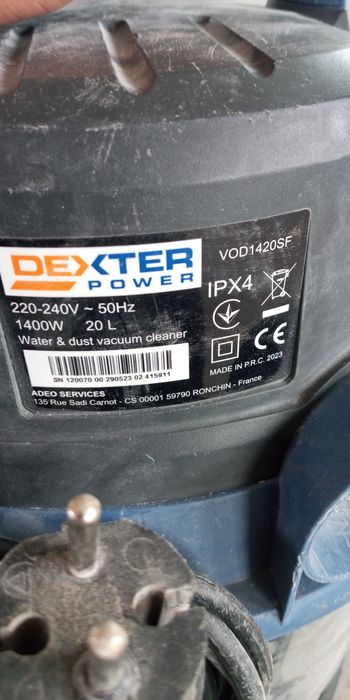 DEXTER
POWER
VOD1420SF
220-240V ~ 50Hz
IPX4
1400W 20 L
Water & dust vacuum cleaner
CE
SN 120070 00 290523 02 415911
MADE IN P.R.C. 2023
ADEO SERVICES
135 Rue Sadi Carnot - CS 00001 59790 RONCHIN - France